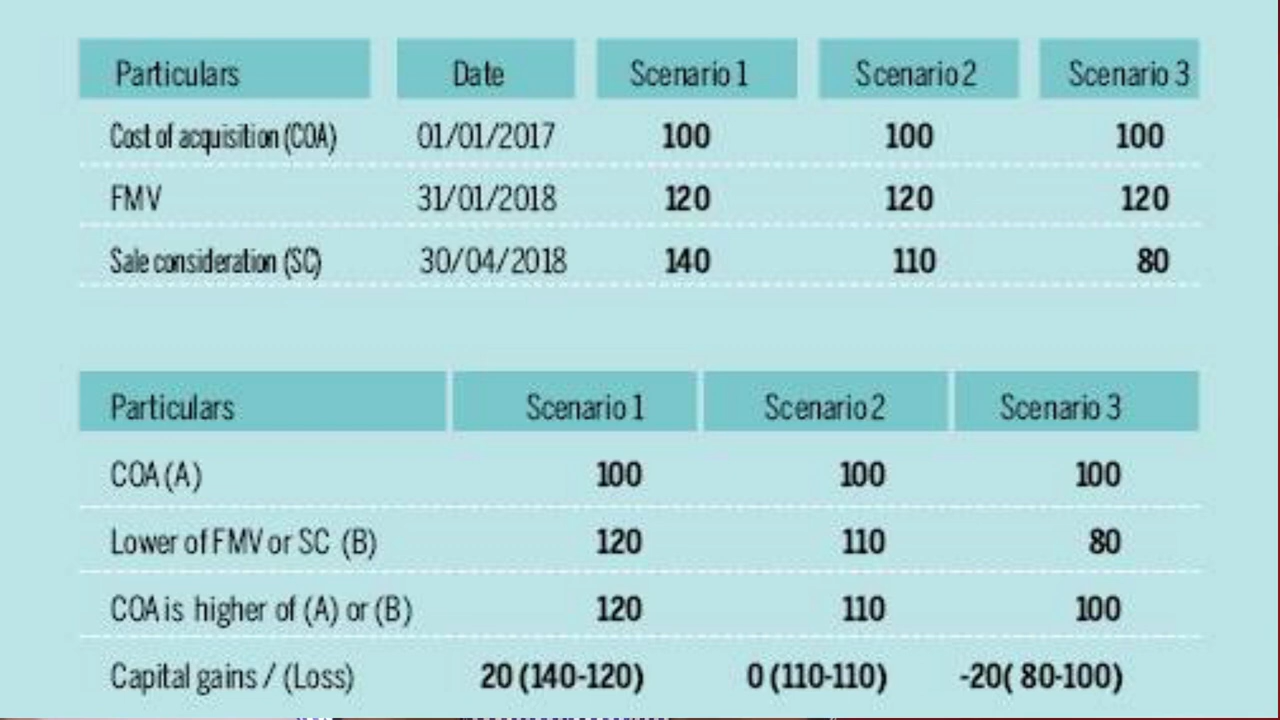 Particulars Date Scenario 1 Scenario 2 Scenario 3
Cost of acquisition (COA) 01/01/2017 100 100 100
FMV 31/01/2018 120 120 120
Sale consideration (SC) 30/04/2018 140 110 80
Particulars Scenario 1 Scenario 2 Scenario 3
COA (A) 100 100 100
Lower of FMV or SC (B) 120 110 80
COA is higher of (A) or (B) 120 110 100
Capital gains / (Loss) 20 (140-120) 0 (110-110) -20( 80-100)